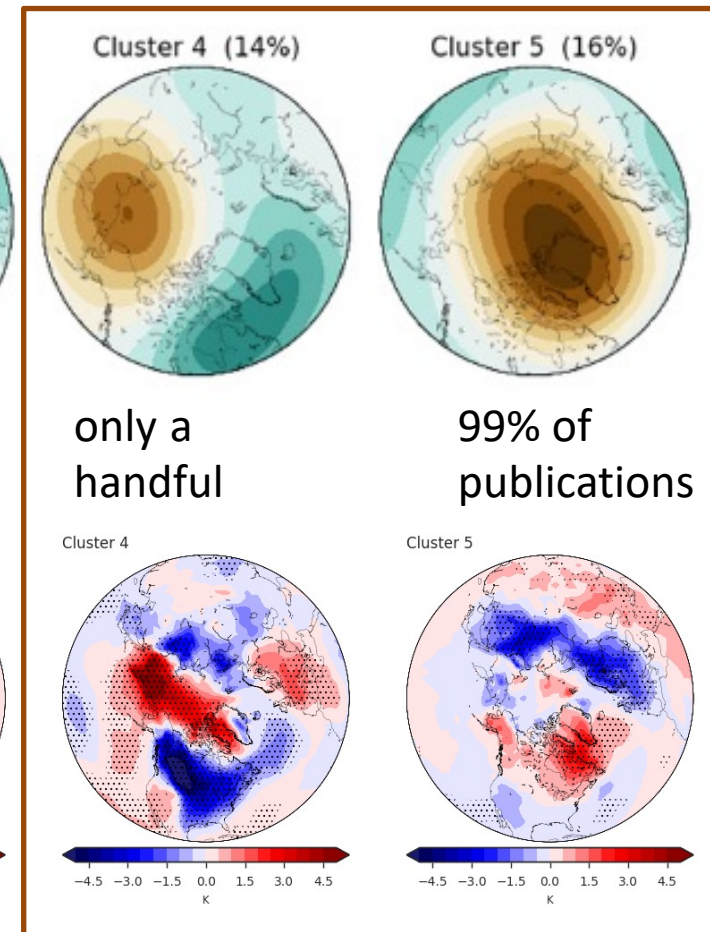 Cluster 4 (14%)
Cluster 5 (16%)
only a
handful
99% of
publications
Cluster 4
Cluster 5
−4.5 −3.0 −1.5 0.0 1.5 3.0 4.5
K
−4.5 −3.0 −1.5 0.0 1.5 3.0 4.5
K